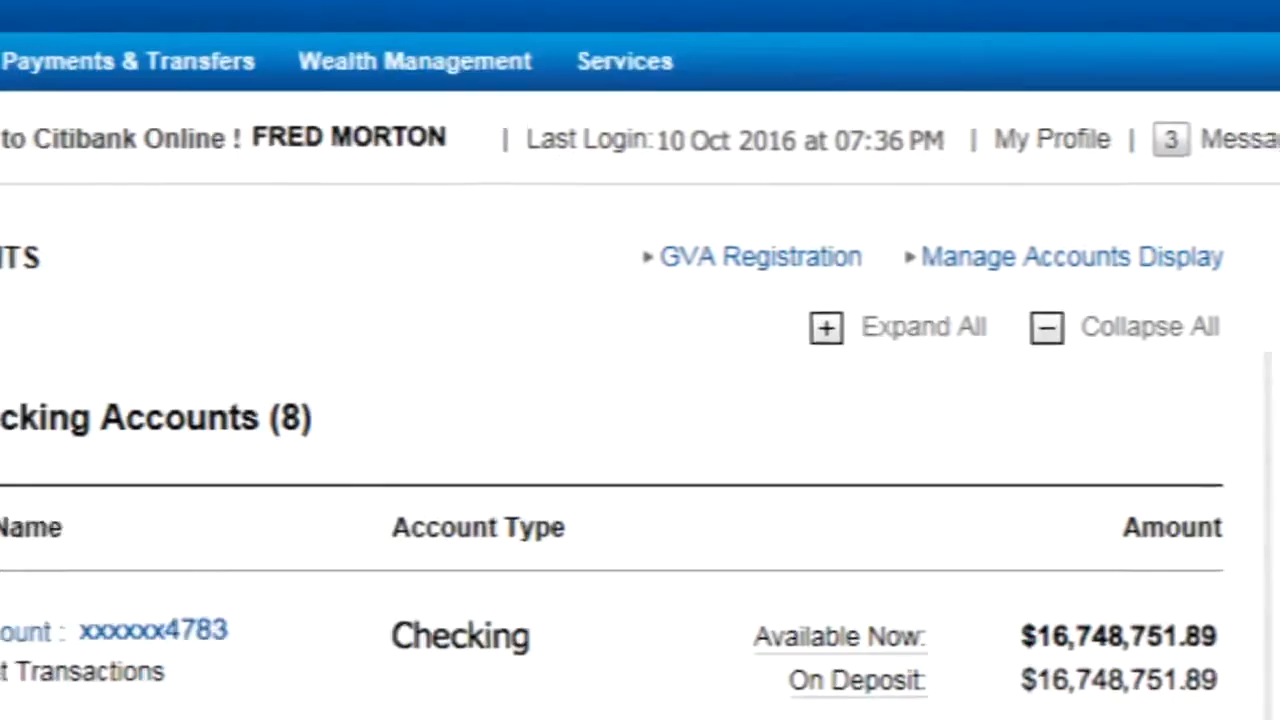 Payments & Transfers Wealth Management Services
to Citibank Online ! FRED MORTON | Last Login: 10 Oct 2016 at 07:36 PM | My Profile | 3 Messa
NTS GVA Registration Manage Accounts Display
+ Expand All − Collapse All
cking Accounts (8)
Name Account Type Amount
ount : xxxxxx4783 Checking Available Now: $16,748,751.89
t Transactions On Deposit: $16,748,751.89